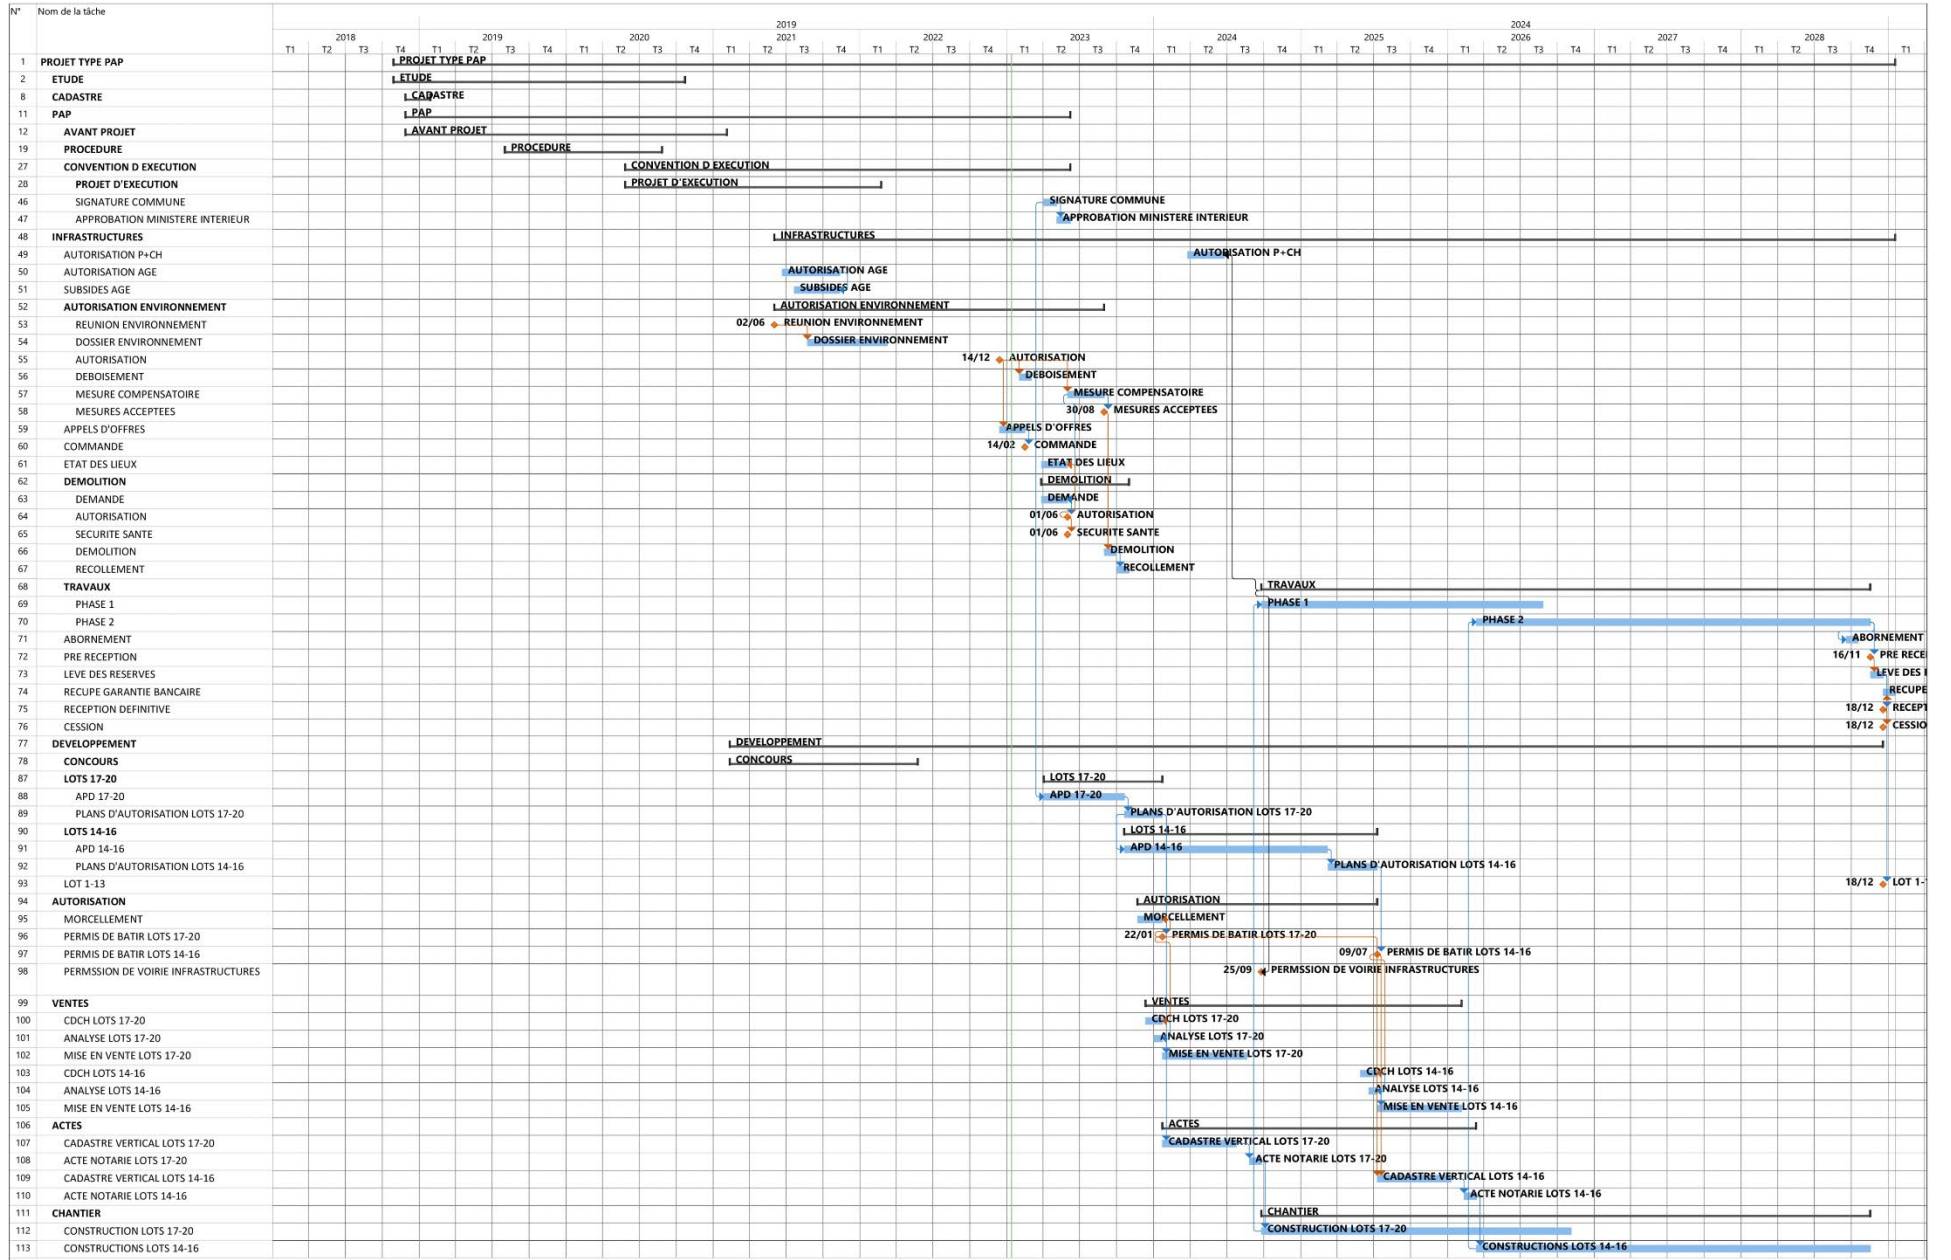 N° Nom de la tâche
2019 2024
2018 2019 2020 2021 2022 2023 2024 2025 2026 2027 2028
T1 T2 T3 T4 T1 T2 T3 T4 T1 T2 T3 T4 T1 T2 T3 T4 T1 T2 T3 T4 T1 T2 T3 T4 T1 T2 T3 T4 T1 T2 T3 T4 T1 T2 T3 T4 T1 T2 T3 T4 T1 T2 T3 T4 T1
1 PROJET TYPE PAP PROJET TYPE PAP
2 ETUDE ETUDE
8 CADASTRE CADASTRE
11 PAP PAP
12 AVANT PROJET AVANT PROJET
19 PROCEDURE PROCEDURE
27 CONVENTION D EXECUTION CONVENTION D EXECUTION
28 PROJET D'EXECUTION PROJET D'EXECUTION
46 SIGNATURE COMMUNE SIGNATURE COMMUNE
47 APPROBATION MINISTERE INTERIEUR APPROBATION MINISTERE INTERIEUR
48 INFRASTRUCTURES INFRASTRUCTURES
49 AUTORISATION P+CH AUTORISATION P+CH
50 AUTORISATION AGE AUTORISATION AGE
51 SUBSIDES AGE SUBSIDES AGE
52 AUTORISATION ENVIRONNEMENT AUTORISATION ENVIRONNEMENT
53 REUNION ENVIRONNEMENT 02/06 REUNION ENVIRONNEMENT
54 DOSSIER ENVIRONNEMENT DOSSIER ENVIRONNEMENT
55 AUTORISATION 14/12 AUTORISATION
56 DEBOISEMENT DEBOISEMENT
57 MESURE COMPENSATOIRE MESURE COMPENSATOIRE
58 MESURES ACCEPTEES 30/08 MESURES ACCEPTEES
59 APPELS D'OFFRES APPELS D'OFFRES
60 COMMANDE 14/02 COMMANDE
61 ETAT DES LIEUX ETAT DES LIEUX
62 DEMOLITION DEMOLITION
63 DEMANDE DEMANDE
64 AUTORISATION 01/06 AUTORISATION
65 SECURITE SANTE 01/06 SECURITE SANTE
66 DEMOLITION DEMOLITION
67 RECOLLEMENT RECOLLEMENT
68 TRAVAUX TRAVAUX
69 PHASE 1 PHASE 1
70 PHASE 2 PHASE 2
71 ABORNEMENT ABORNEMENT
72 PRE RECEPTION 16/11 PRE RECE
73 LEVE DES RESERVES LEVE DES
74 RECUPE GARANTIE BANCAIRE RECUPE
75 RECEPTION DEFINITIVE 18/12 RECEPT
76 CESSION 18/12 CESSIO
77 DEVELOPPEMENT DEVELOPPEMENT
78 CONCOURS CONCOURS
87 LOTS 17-20 LOTS 17-20
88 APD 17-20 APD 17-20
89 PLANS D'AUTORISATION LOTS 17-20 PLANS D'AUTORISATION LOTS 17-20
90 LOTS 14-16 LOTS 14-16
91 APD 14-16 APD 14-16
92 PLANS D'AUTORISATION LOTS 14-16 PLANS D'AUTORISATION LOTS 14-16
93 LOT 1-13 18/12 LOT 1-
94 AUTORISATION AUTORISATION
95 MORCELLEMENT MORCELLEMENT
96 PERMIS DE BATIR LOTS 17-20 22/01 PERMIS DE BATIR LOTS 17-20
97 PERMIS DE BATIR LOTS 14-16 09/07 PERMIS DE BATIR LOTS 14-16
98 PERMSSION DE VOIRIE INFRASTRUCTURES 25/09 PERMSSION DE VOIRIE INFRASTRUCTURES
99 VENTES VENTES
100 CDCH LOTS 17-20 CDCH LOTS 17-20
101 ANALYSE LOTS 17-20 ANALYSE LOTS 17-20
102 MISE EN VENTE LOTS 17-20 MISE EN VENTE LOTS 17-20
103 CDCH LOTS 14-16 CDCH LOTS 14-16
104 ANALYSE LOTS 14-16 ANALYSE LOTS 14-16
105 MISE EN VENTE LOTS 14-16 MISE EN VENTE LOTS 14-16
106 ACTES ACTES
107 CADASTRE VERTICAL LOTS 17-20 CADASTRE VERTICAL LOTS 17-20
108 ACTE NOTARIE LOTS 17-20 ACTE NOTARIE LOTS 17-20
109 CADASTRE VERTICAL LOTS 14-16 CADASTRE VERTICAL LOTS 14-16
110 ACTE NOTARIE LOTS 14-16 ACTE NOTARIE LOTS 14-16
111 CHANTIER CHANTIER
112 CONSTRUCTION LOTS 17-20 CONSTRUCTION LOTS 17-20
113 CONSTRUCTIONS LOTS 14-16 CONSTRUCTIONS LOTS 14-16